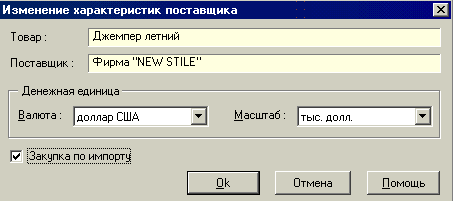 Изменение характеристик поставщика
Товар : Джемпер летний
Поставщик : Фирма "NEW STILE"
Денежная единица
Валюта : доллар США Масштаб : тыс. долл.
Закупка по импорту
Ok Отмена Помощь